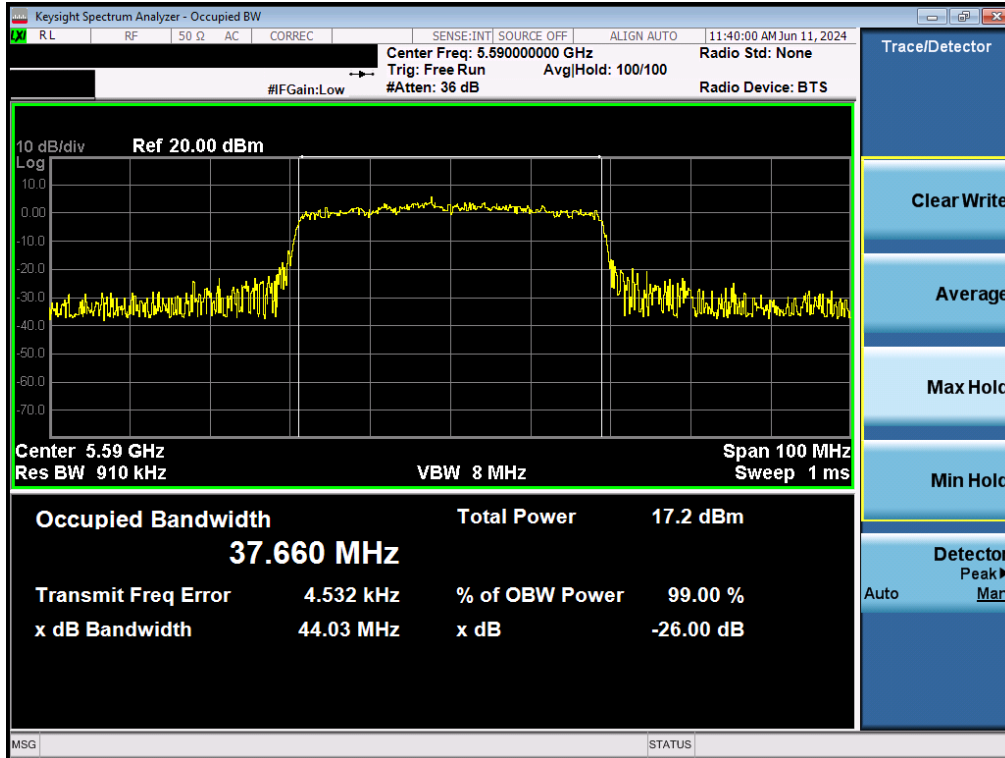 Keysight Spectrum Analyzer - Occupied BW
LXI RL RF 50 Ω AC CORREC SENSE:INT SOURCE OFF ALIGN AUTO 11:40:00 AM Jun 11, 2024
Center Freq: 5.590000000 GHz Radio Std: None
Trig: Free Run Avg|Hold: 100/100
#IFGain:Low #Atten: 36 dB Radio Device: BTS
Trace/Detector
10 dB/div Ref 20.00 dBm
Log
10.0
0.00
-10.0
-20.0
-30.0
-40.0
-50.0
-60.0
-70.0
Center 5.59 GHz Span 100 MHz
Res BW 910 kHz VBW 8 MHz Sweep 1 ms
Occupied Bandwidth Total Power 17.2 dBm
37.660 MHz
Transmit Freq Error 4.532 kHz % of OBW Power 99.00 %
x dB Bandwidth 44.03 MHz x dB -26.00 dB
Clear Write
Average
Max Hold
Min Hold
Detector
Peak▶
Auto Man
MSG STATUS